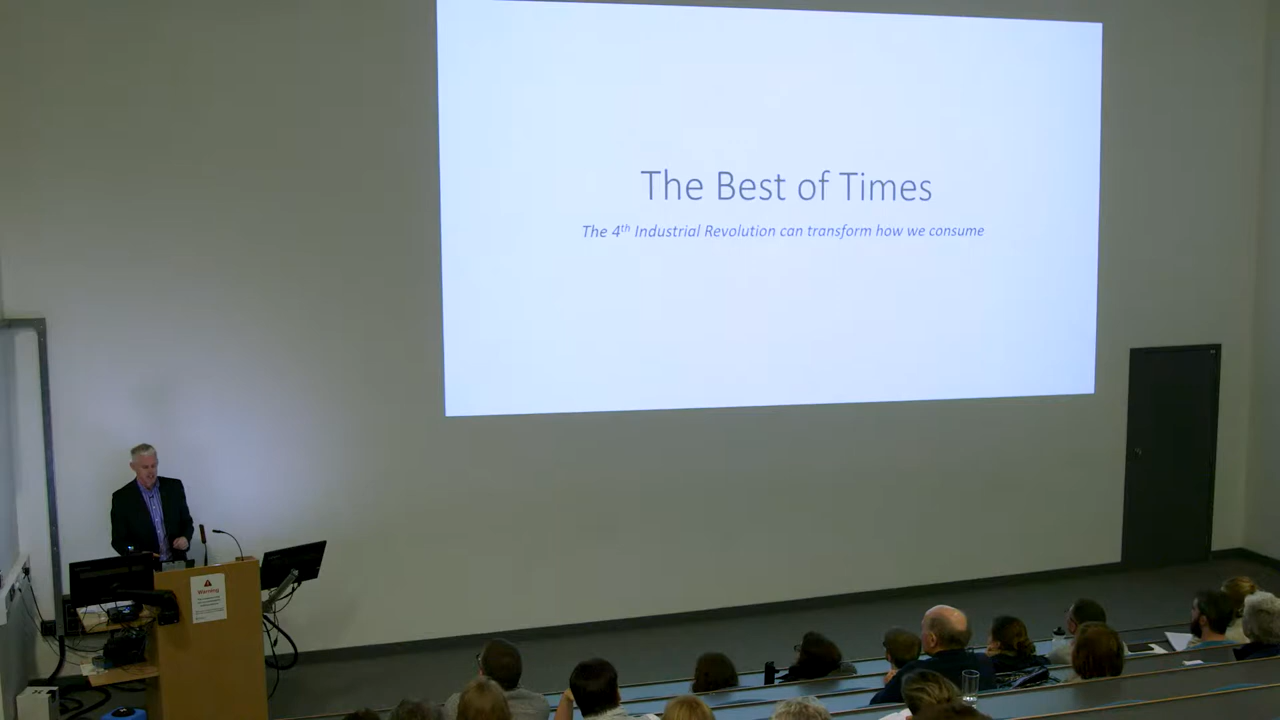 The Best of Times
The 4th Industrial Revolution can transform how we consume
Warning